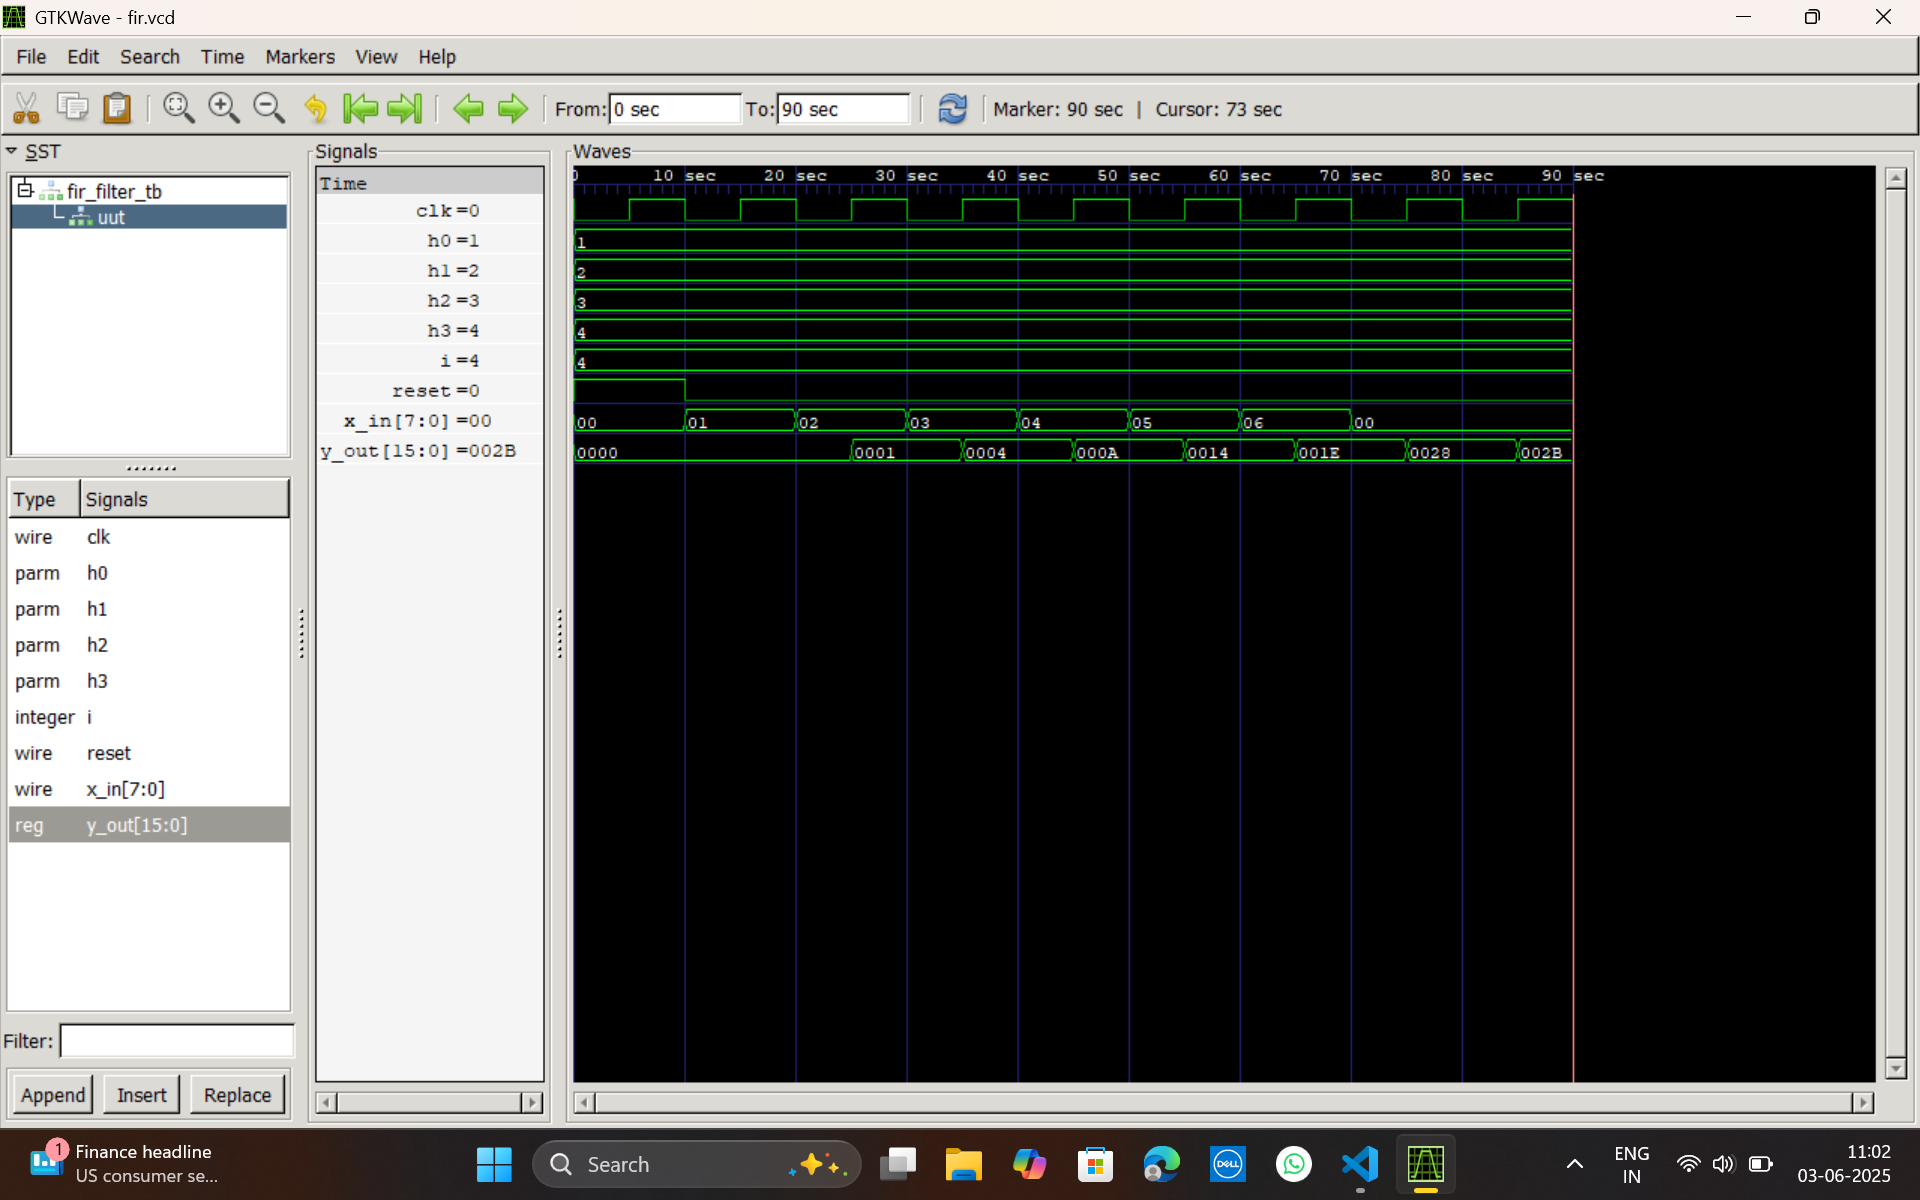 GTKWave - fir.vcd
File Edit Search Time Markers View Help
From: 0 sec To: 90 sec Marker: 90 sec | Cursor: 73 sec
SST
fir_filter_tb
uut
Type Signals
wire clk
parm h0
parm h1
parm h2
parm h3
integer i
wire reset
wire x_in[7:0]
reg y_out[15:0]
Filter:
Append Insert Replace
Signals
Time
clk=0
h0=1
h1=2
h2=3
h3=4
i=4
reset=0
x_in[7:0]=00
y_out[15:0]=002B
Waves
0 10 sec 20 sec 30 sec 40 sec 50 sec 60 sec 70 sec 80 sec 90 sec
1
2
3
4
4
00 01 02 03 04 05 06 00
0000 0001 0004 000A 0014 001E 0028 002B
1
Finance headline
US consumer se...
Search
DELL
ENG
IN
11:02
03-06-2025